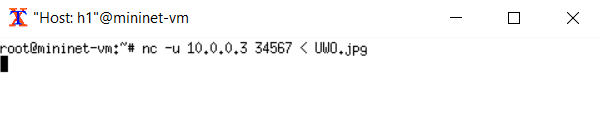 "Host: h1"@mininet-vm
root@mininet-vm:~# nc -u 10.0.0.3 34567 < UWO.jpg